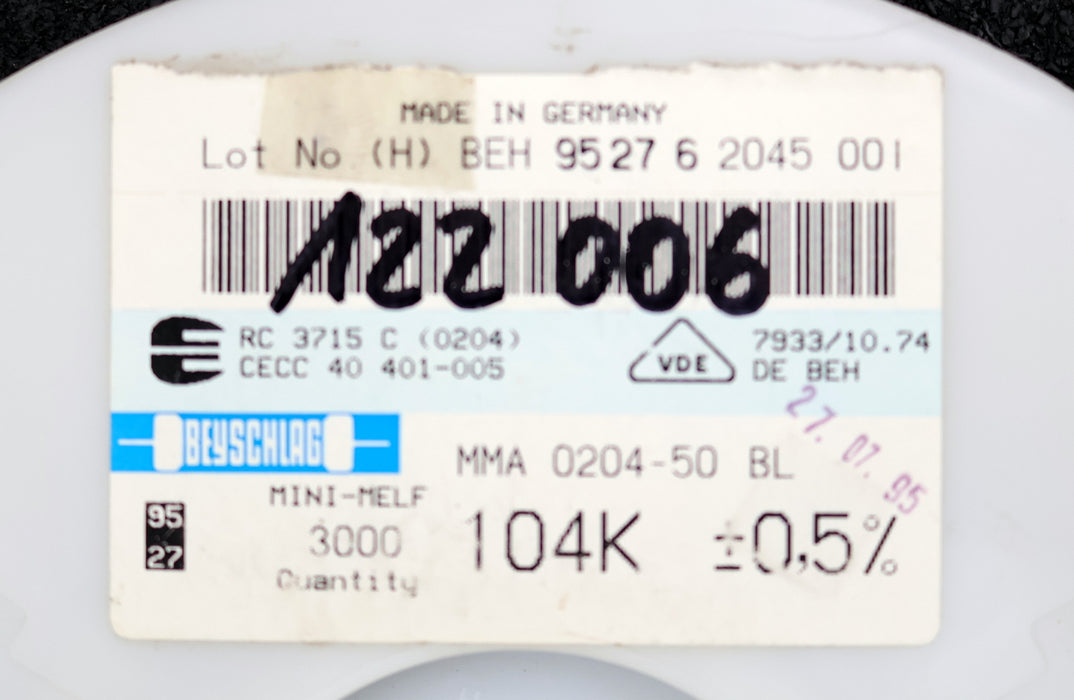 MADE IN GERMANY
Lot No (H) BEH 9527 6 2045 001
122 006
RC 3715 C (0204)
CECC 40 401-005
VDE
7933/10.74
DE BEH
27. 07. 95
BEYSCHLAG
MMA 0204-50 BL
MINI-MELF
95
27
3000
Quantity
104K ±0,5%